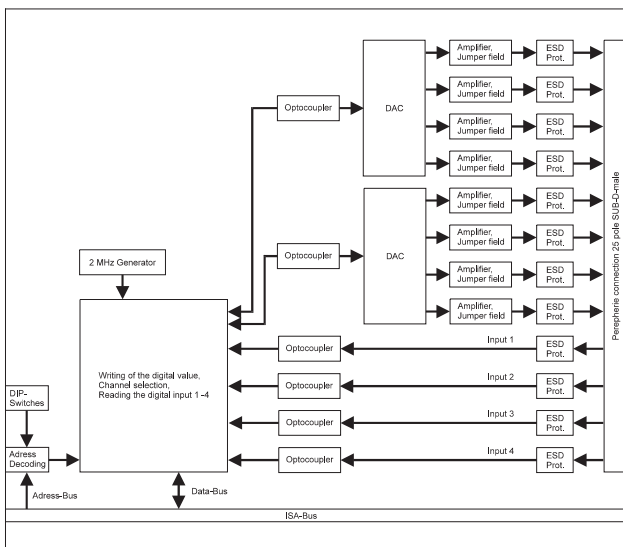 Amplifier,
Jumper field
ESD
Prot.
Amplifier,
Jumper field
ESD
Prot.
Optocoupler
DAC
Amplifier,
Jumper field
ESD
Prot.
Amplifier,
Jumper field
ESD
Prot.
Amplifier,
Jumper field
ESD
Prot.
Amplifier,
Jumper field
ESD
Prot.
2 MHz Generator
Optocoupler
DAC
Amplifier,
Jumper field
ESD
Prot.
Amplifier,
Jumper field
ESD
Prot.
Perepherie connection 25 pole SUB-D-male
Writing of the digital value,
Channel selection,
Reading the digital input 1-4
Optocoupler
Input 1
ESD
Prot.
Optocoupler
Input 2
ESD
Prot.
Optocoupler
Input 3
ESD
Prot.
Optocoupler
Input 4
ESD
Prot.
DIP-
Switches
Adress
Decoding
Adress-Bus
Data-Bus
ISA-Bus